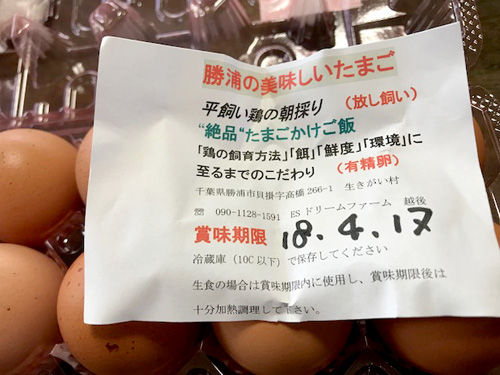 勝浦の美味しいたまご
平飼い鶏の朝採り （放し飼い）
“絶品“たまごかけご飯
「鶏の飼育方法」「餌」「鮮度」「環境」に
至るまでのこだわり （有精卵）
千葉県勝浦市貝掛字高橋266-1 生きがい村
☏ 090-1128-1591 ESドリームファーム 越後
賞味期限 18.4.17
冷蔵庫（10C以下）で保存してください
生食の場合は賞味期限内に使用し、賞味期限後は
十分加熱調理して下さい。